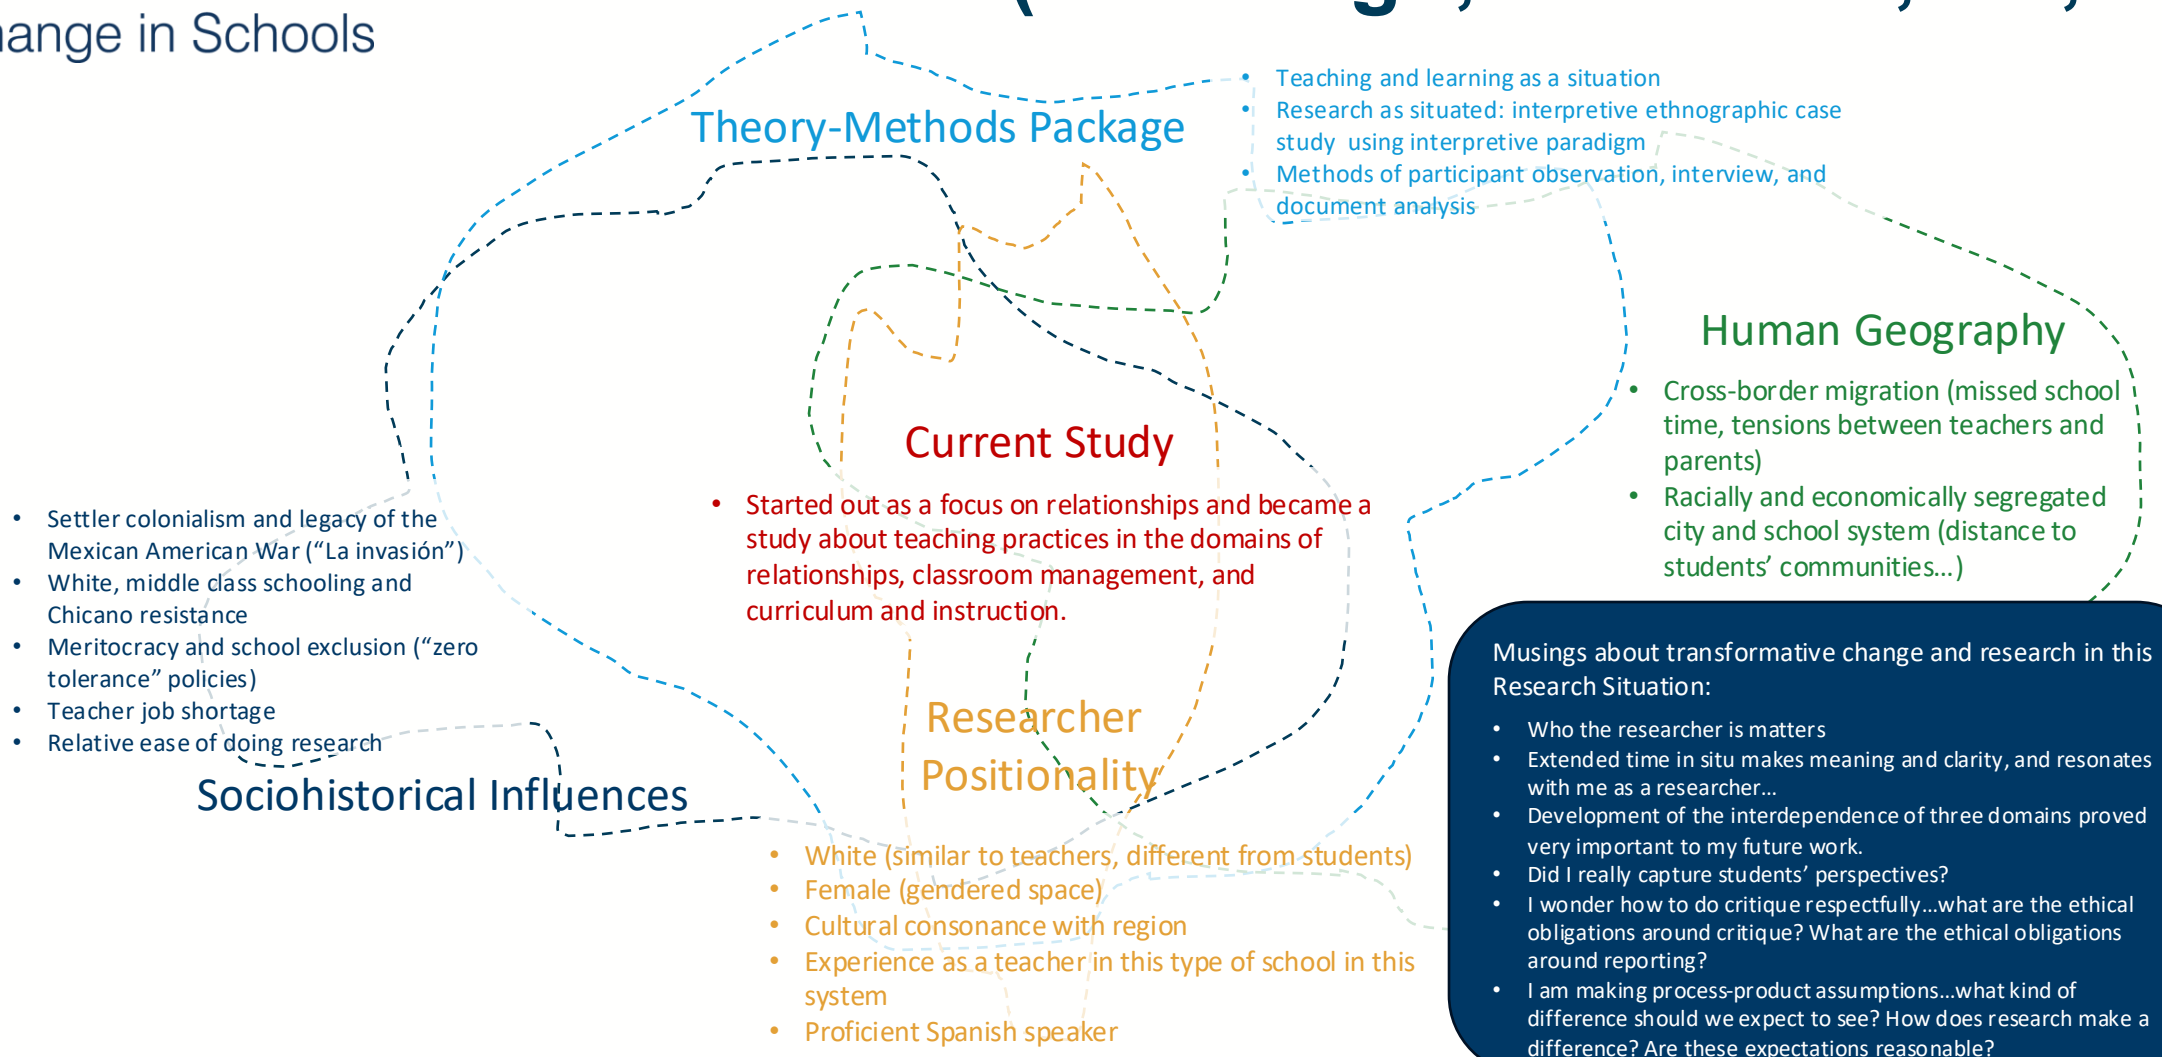 ange in Schools
Theory-Methods Package
• Teaching and learning as a situation
• Research as situated: interpretive ethnographic case
study using interpretive paradigm
• Methods of participant observation, interview, and
document analysis
Human Geography
• Cross-border migration (missed school
time, tensions between teachers and
parents)
• Racially and economically segregated
city and school system (distance to
students’ communities…)
Current Study
• Started out as a focus on relationships and became a
study about teaching practices in the domains of
relationships, classroom management, and
curriculum and instruction.
• Settler colonialism and legacy of the
Mexican American War (“La invasión”)
• White, middle class schooling and
Chicano resistance
• Meritocracy and school exclusion (“zero
tolerance” policies)
• Teacher job shortage
• Relative ease of doing research
Sociohistorical Influences
Researcher
Positionality
• White (similar to teachers, different from students)
• Female (gendered space)
• Cultural consonance with region
• Experience as a teacher in this type of school in this
system
• Proficient Spanish speaker
Musings about transformative change and research in this
Research Situation:
• Who the researcher is matters
• Extended time in situ makes meaning and clarity, and resonates
with me as a researcher…
• Development of the interdependence of three domains proved
very important to my future work.
• Did I really capture students’ perspectives?
• I wonder how to do critique respectfully…what are the ethical
obligations around critique? What are the ethical obligations
around reporting?
• I am making process-product assumptions…what kind of
difference should we expect to see? How does research make a
difference? Are these expectations reasonable?